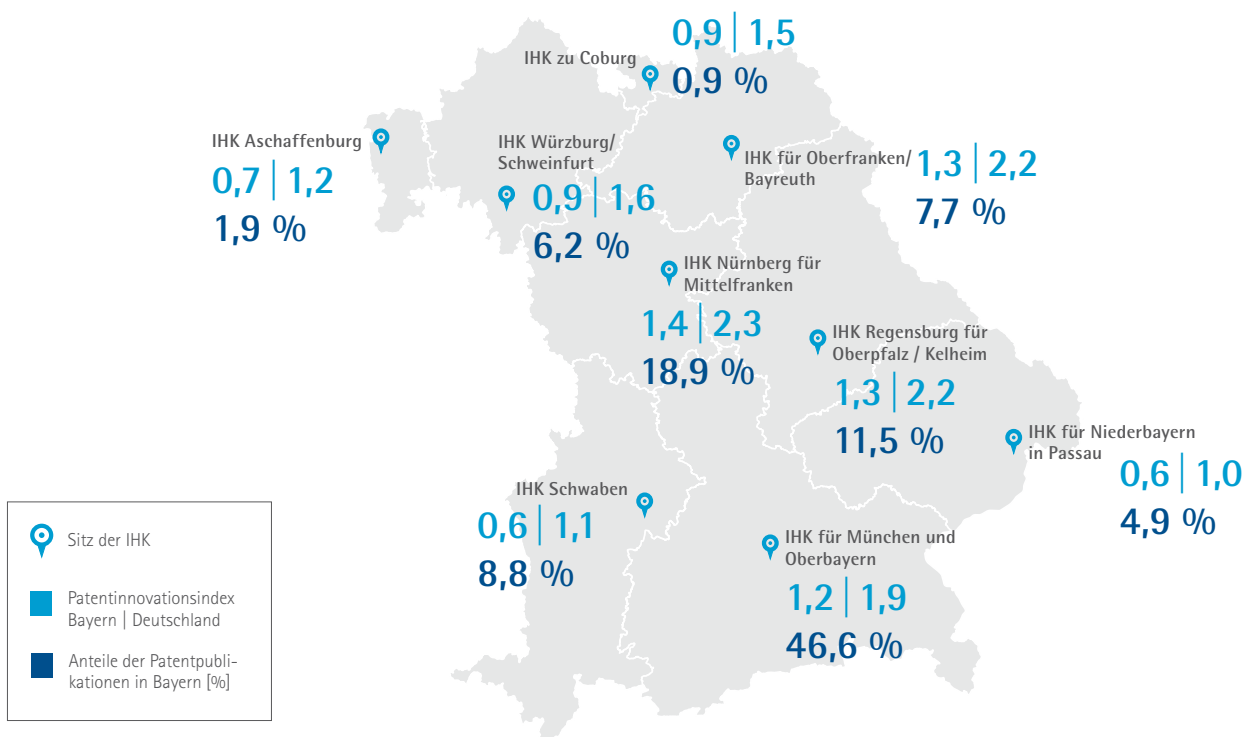 IHK zu Coburg
0,9 | 1,5
0,9 %
IHK Aschaffenburg
0,7 | 1,2
1,9 %
IHK Würzburg/
Schweinfurt
0,9 | 1,6
6,2 %
IHK für Oberfranken/
Bayreuth
1,3 | 2,2
7,7 %
IHK Nürnberg für
Mittelfranken
1,4 | 2,3
18,9 %
IHK Regensburg für
Oberpfalz / Kelheim
1,3 | 2,2
11,5 %
IHK für Niederbayern
in Passau
0,6 | 1,0
4,9 %
IHK Schwaben
0,6 | 1,1
8,8 %
IHK für München und
Oberbayern
1,2 | 1,9
46,6 %
Sitz der IHK
Patentinnovationsindex
Bayern | Deutschland
Anteile der Patentpubli-
kationen in Bayern [%]